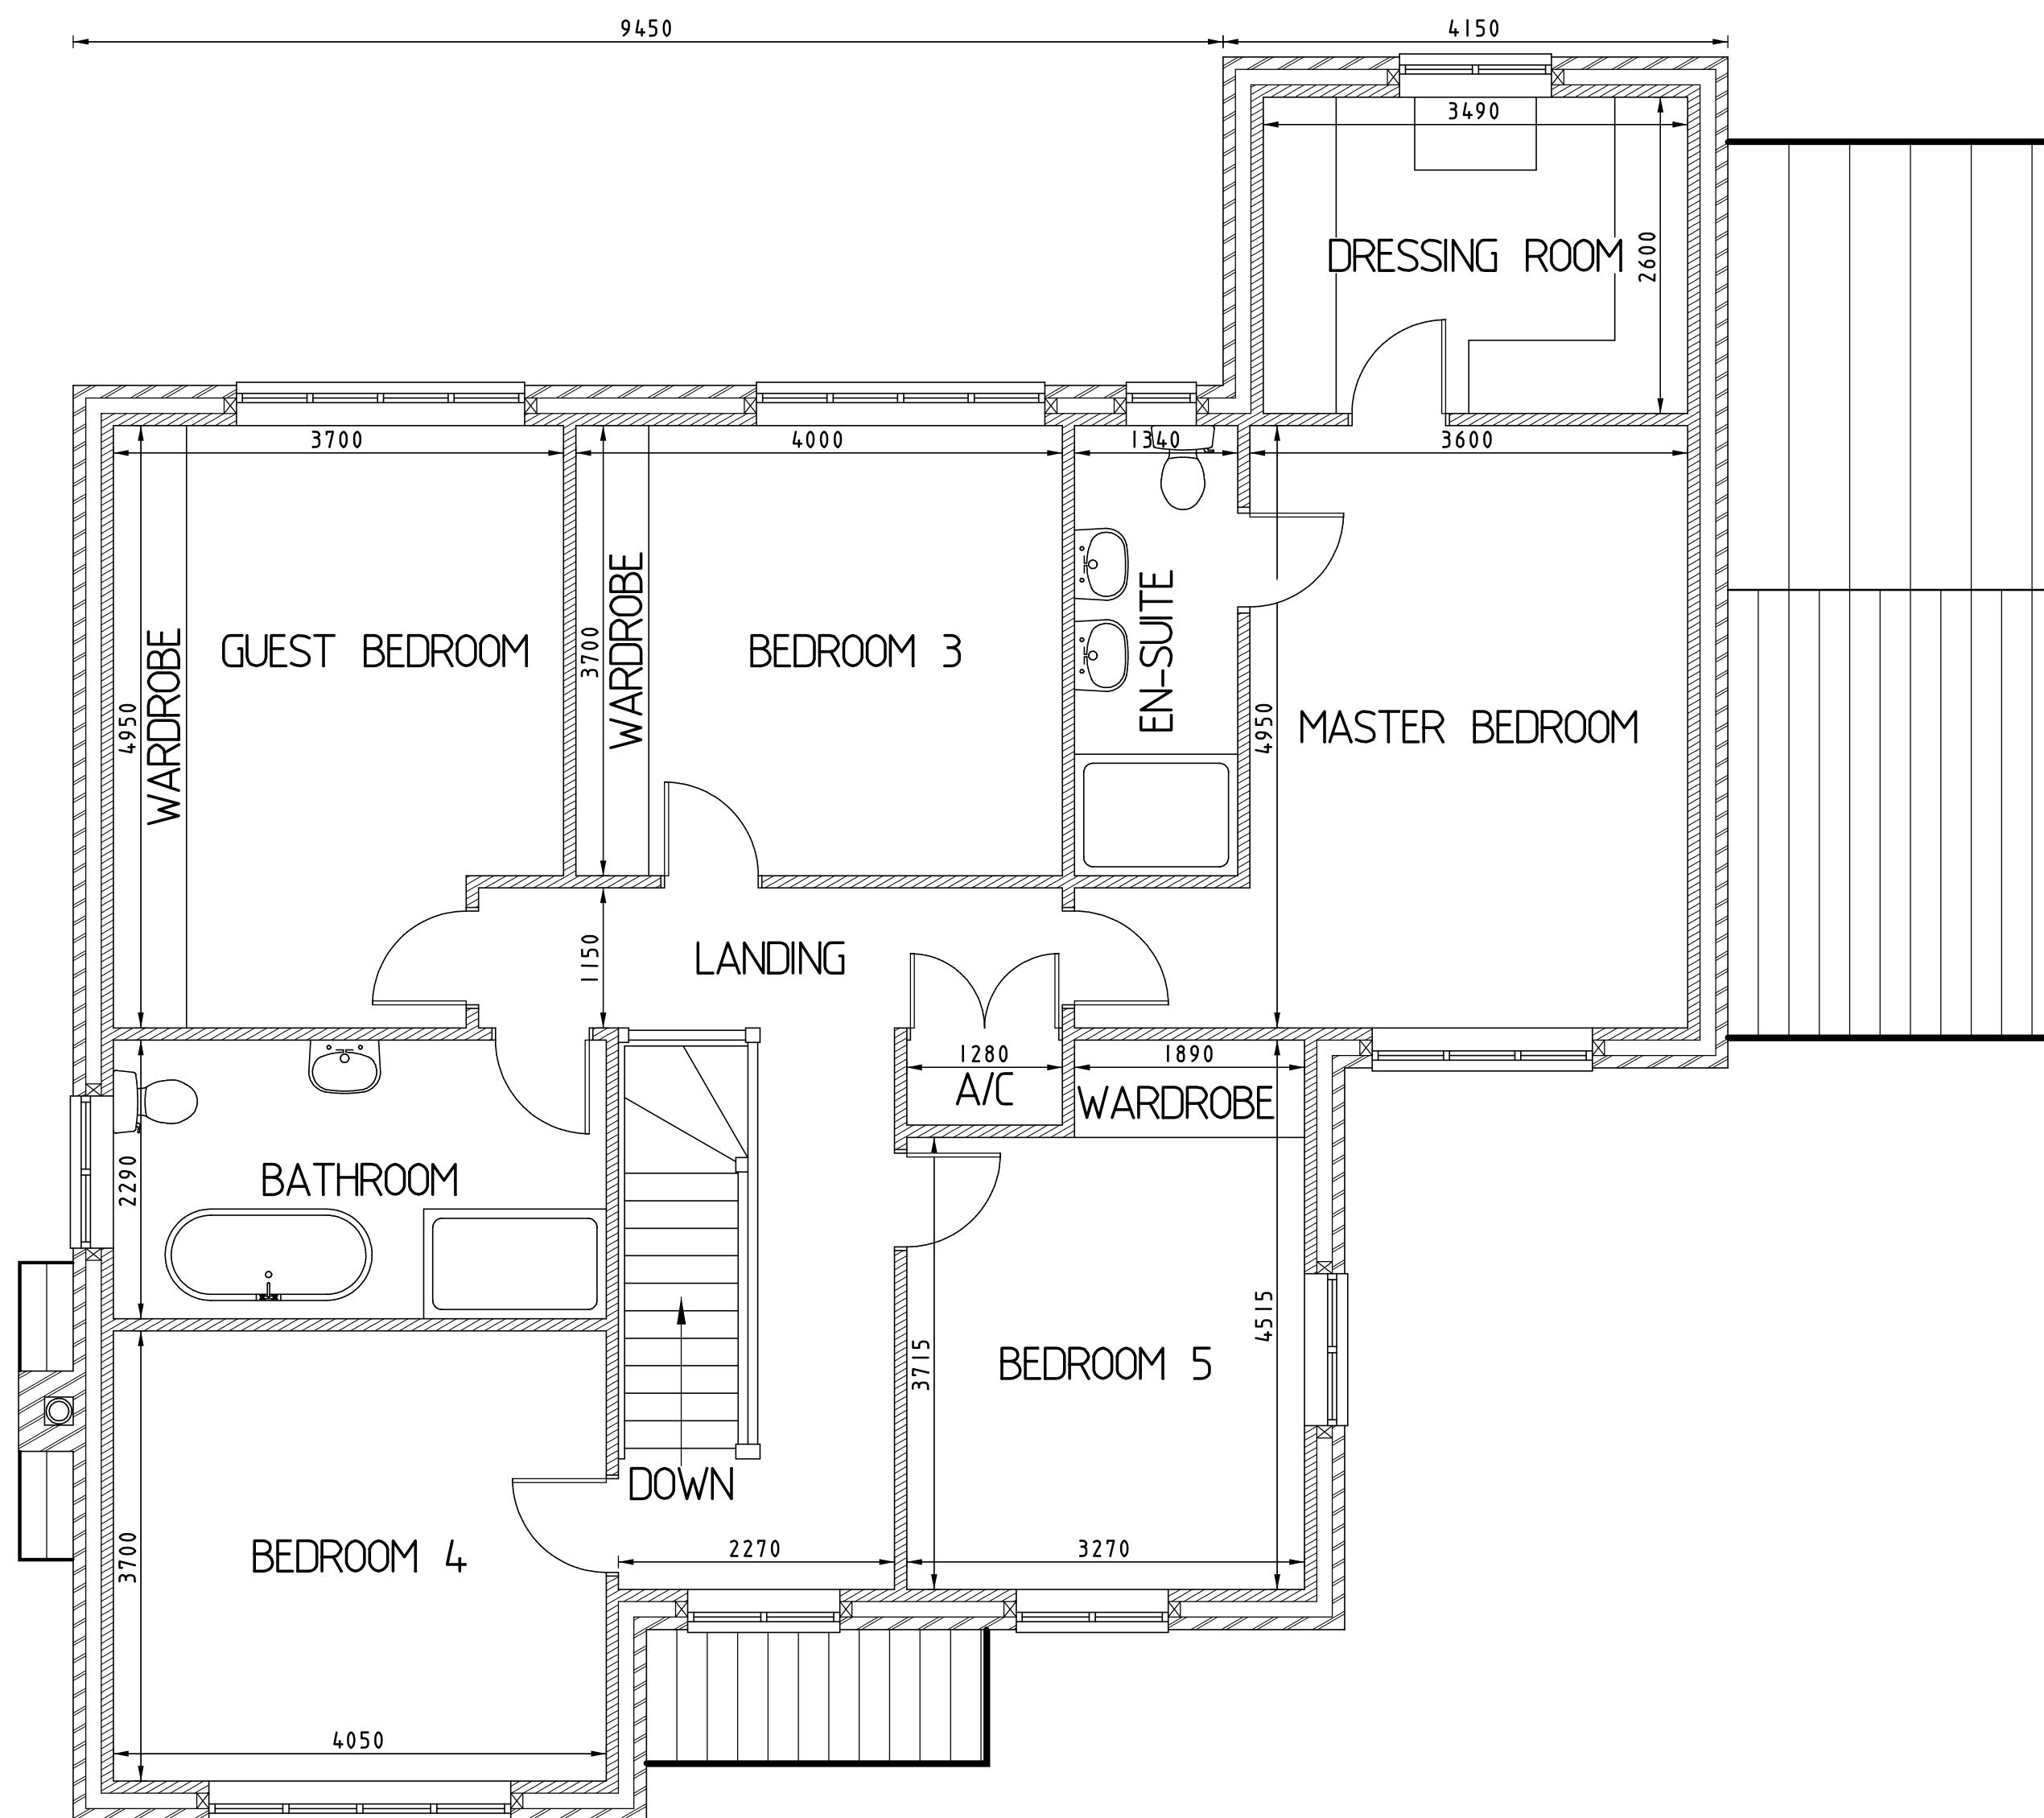 9450
4150
3490
DRESSING ROOM
2600
3700
4000
1340
3600
WARDROBE
4950
GUEST BEDROOM
3700
WARDROBE
BEDROOM 3
EN-SUITE
4950
MASTER BEDROOM
1150
LANDING
1280
A/C
1890
WARDROBE
2290
BATHROOM
4515
3715
BEDROOM 5
DOWN
3700
BEDROOM 4
2270
3270
4050